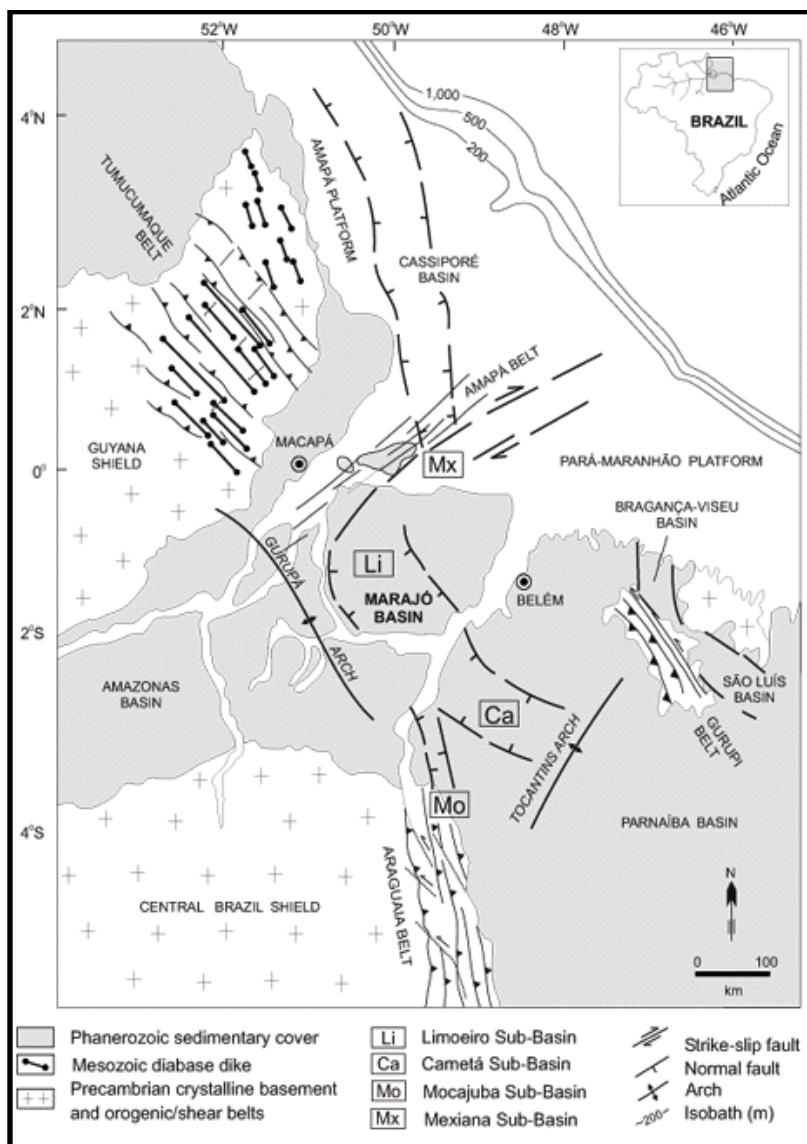 52°W
50°W
48°W
46°W
4°N
2°N
0°
2°S
4°S
1,000
500
200
BRAZIL
Atlantic Ocean
TUMUCUMAQUE
BELT
AMAPÁ PLATFORM
CASSIPORÉ
BASIN
AMAPÁ BELT
GUYANA
SHIELD
MACAPÁ
Mx
PARÁ-MARANHÃO PLATFORM
BRAGANÇA-VISEU
BASIN
GURUPÁ
ARCH
Li
MARAJÓ
BASIN
BELÉM
AMAZONAS
BASIN
Ca
TOCANTINS ARCH
SÃO LUÍS
BASIN
GURUPI
BELT
Mo
PARNAÍBA BASIN
ARAGUAIA BELT
CENTRAL BRAZIL SHIELD
N
0 100
km
Phanerozoic sedimentary cover
Mesozoic diabase dike
Precambrian crystalline basement
and orogenic/shear belts
Li Limoeiro Sub-Basin
Ca Cametá Sub-Basin
Mo Mocajuba Sub-Basin
Mx Mexiana Sub-Basin
Strike-slip fault
Normal fault
Arch
200 Isobath (m)